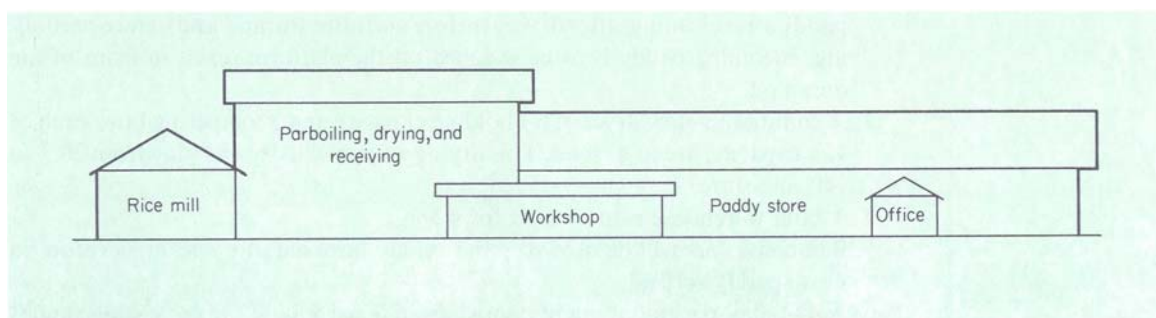 Parboiling, drying, and
receiving
Rice mill
Workshop
Paddy store
Office